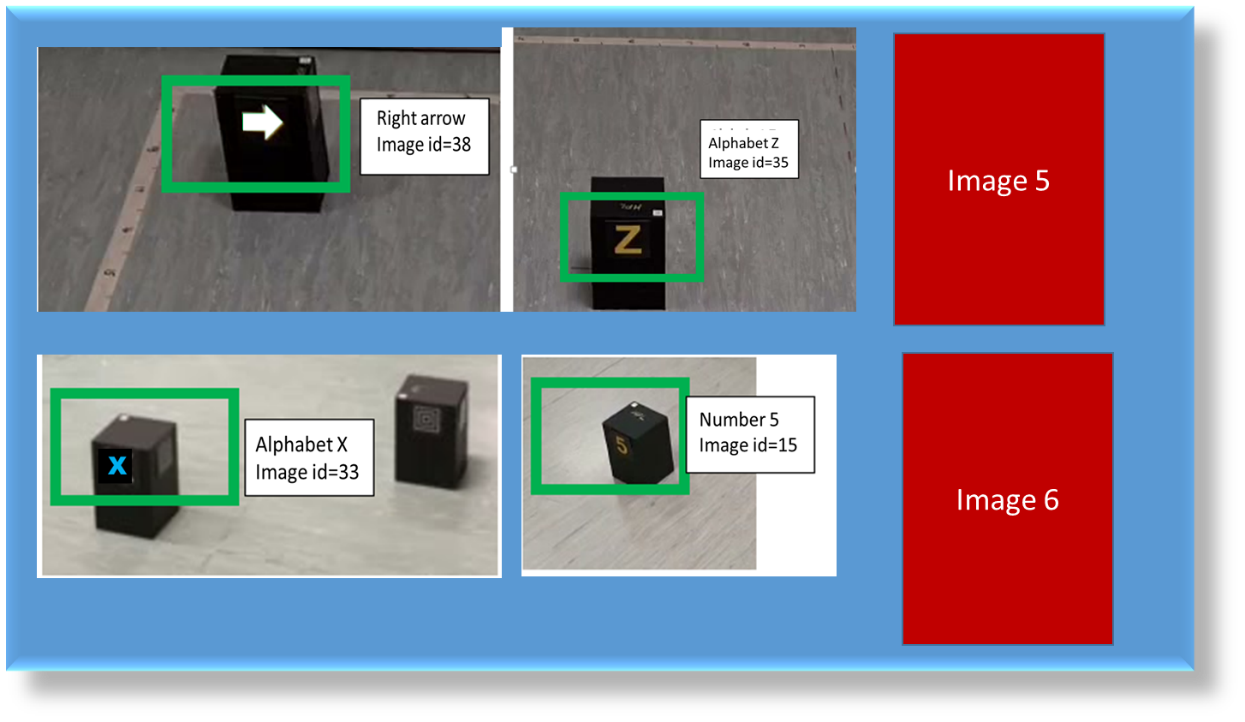 Right arrow
Image id=38
Alphabet Z
Image id=35
Z
Image 5
X
Alphabet X
Image id=33
5
Number 5
Image id=15
Image 6